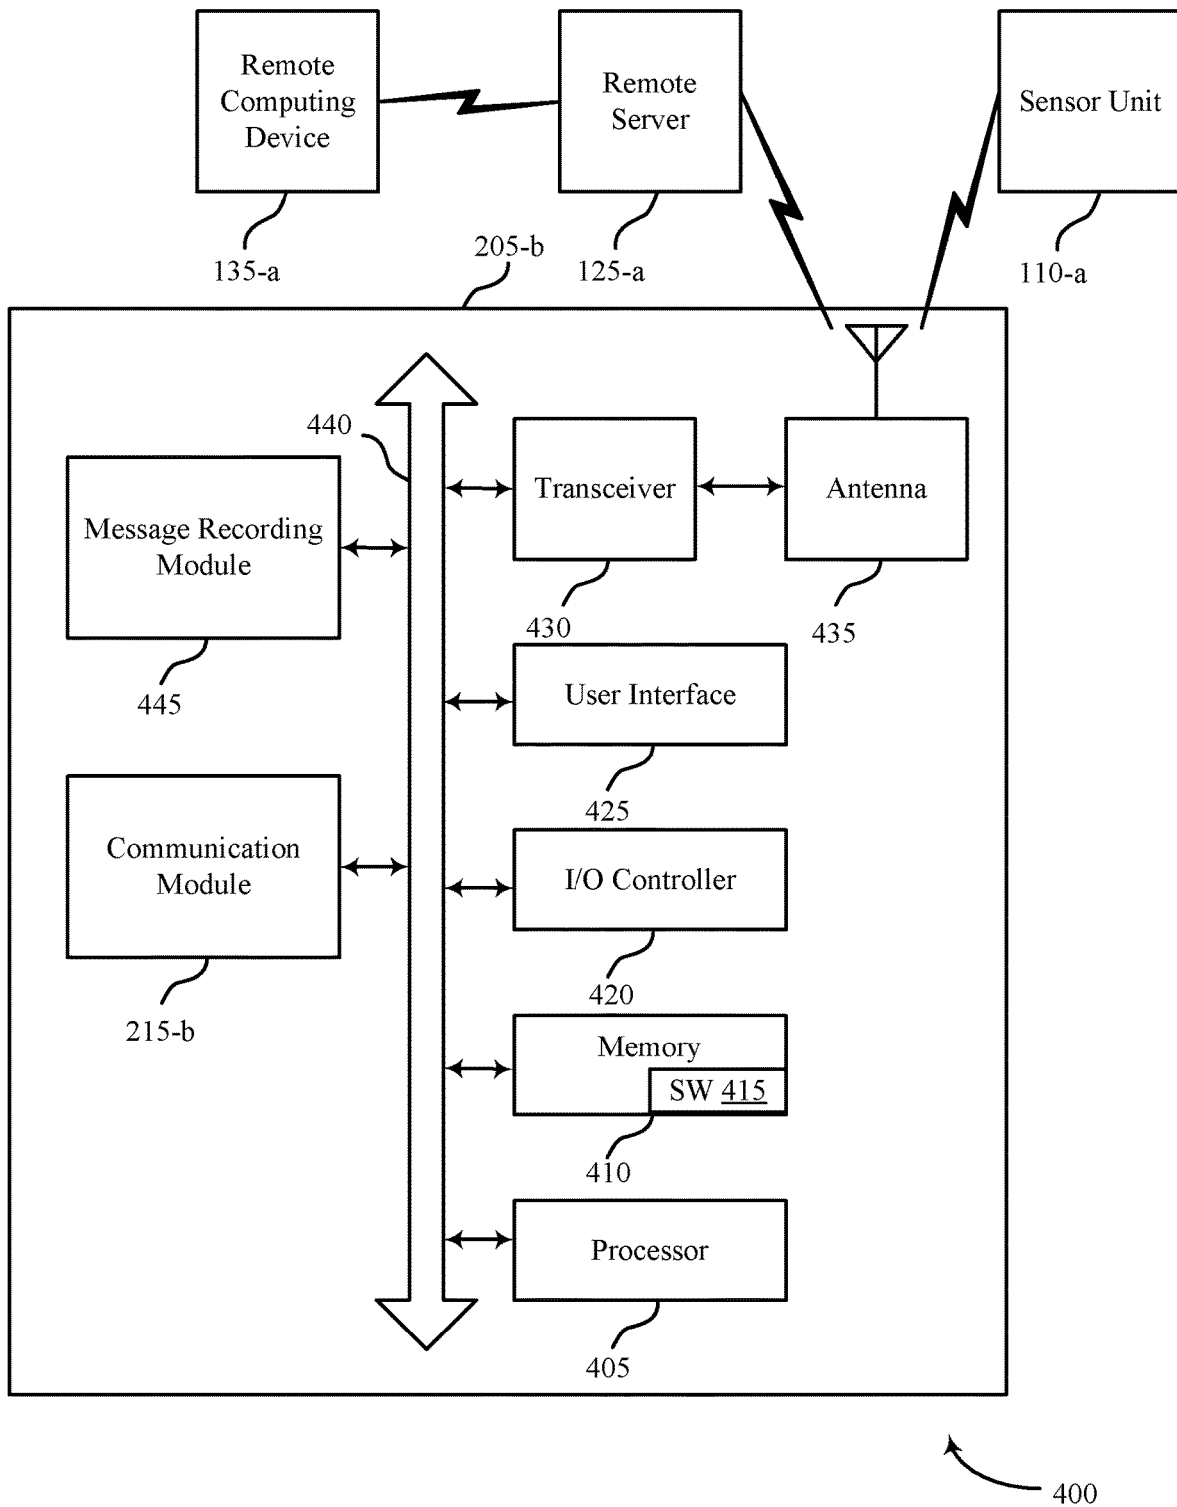 Remote
Computing
Device
Remote
Server
Sensor Unit
135-a
205-b
125-a
110-a
440
Transceiver
Antenna
Message Recording
Module
430
435
445
User Interface
425
Communication
Module
I/O Controller
420
215-b
Memory
SW 415
410
Processor
405
400